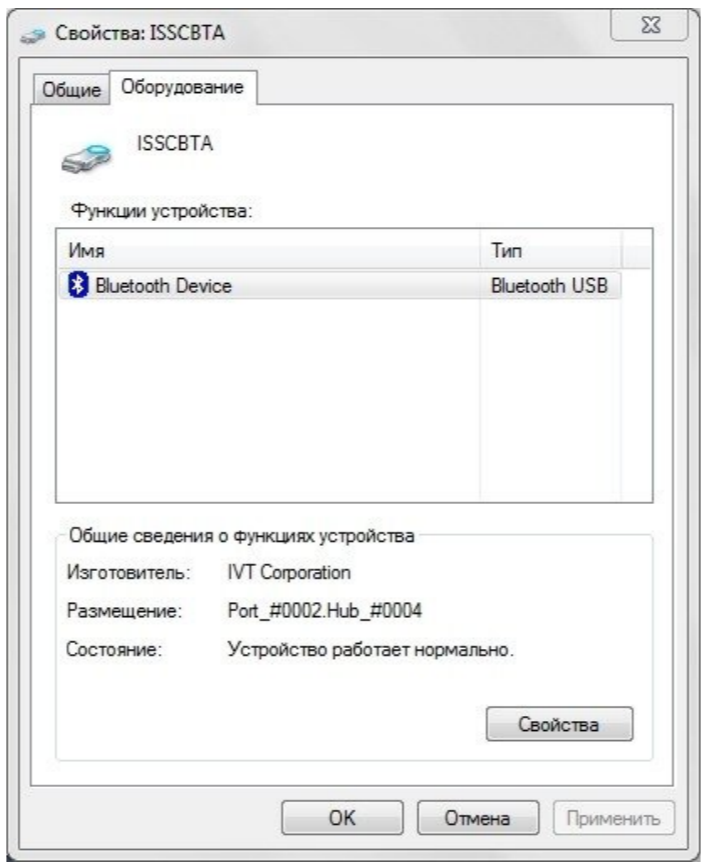 Свойства: ISSCBTA
Общие Оборудование
ISSCBTA
Функции устройства:
Имя Тип
Bluetooth Device Bluetooth USB
Общие сведения о функциях устройства
Изготовитель: IVT Corporation
Размещение: Port_#0002.Hub_#0004
Состояние: Устройство работает нормально.
Свойства
OK Отмена Применить